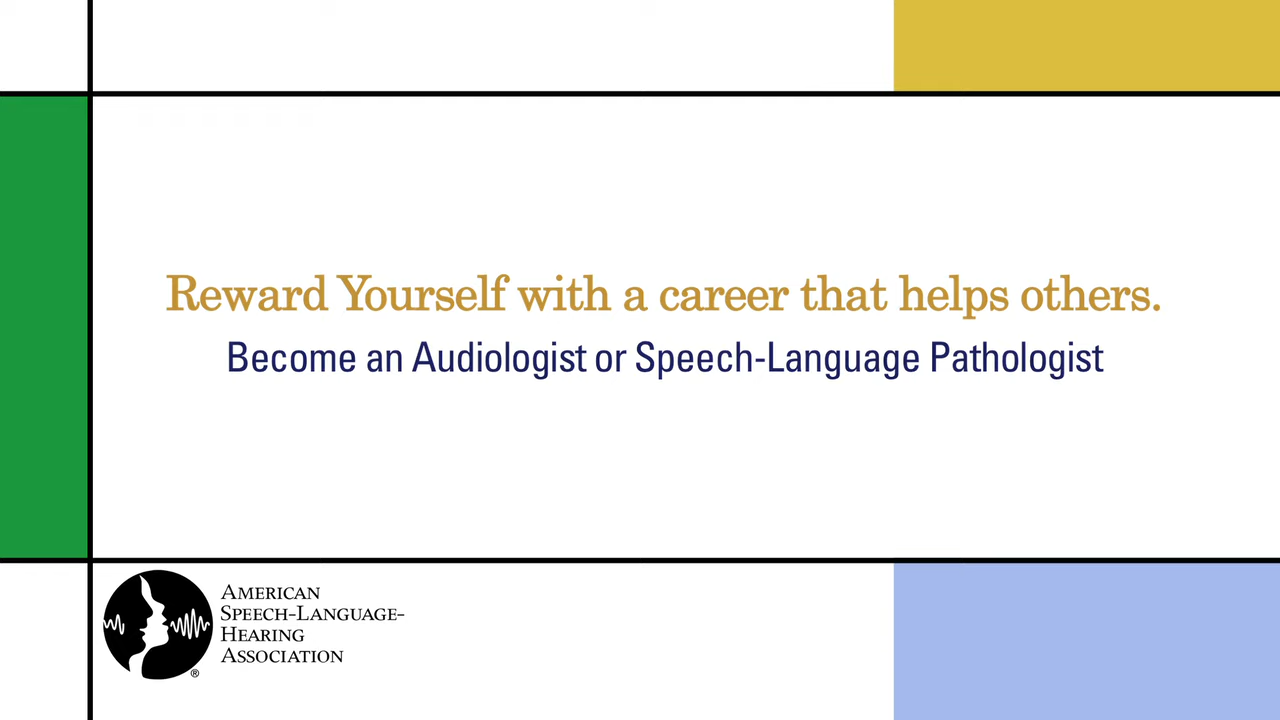 Reward Yourself with a career that helps others.
Become an Audiologist or Speech-Language Pathologist
AMERICAN
SPEECH-LANGUAGE-
HEARING
ASSOCIATION
®